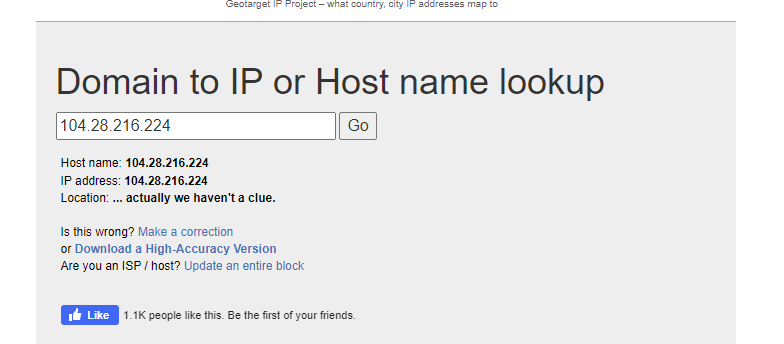 Geotarget IP Project – what country, city IP addresses map to
Domain to IP or Host name lookup
104.28.216.224 Go
Host name: 104.28.216.224
IP address: 104.28.216.224
Location: ... actually we haven't a clue.
Is this wrong? Make a correction
or Download a High-Accuracy Version
Are you an ISP / host? Update an entire block
Like 1.1K people like this. Be the first of your friends.